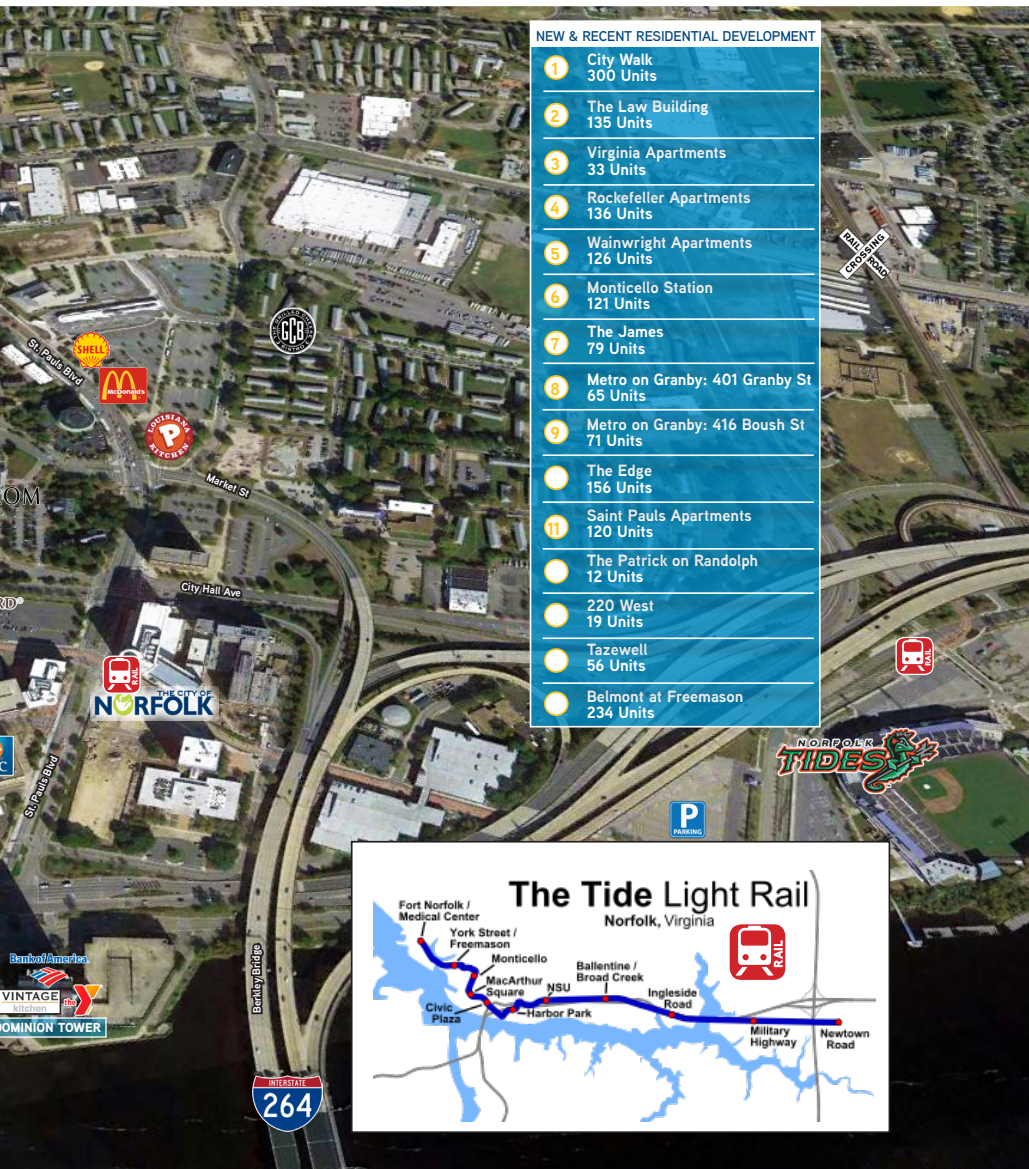 NEW & RECENT RESIDENTIAL DEVELOPMENT
1
City Walk
300 Units
2
The Law Building
135 Units
3
Virginia Apartments
33 Units
4
Rockefeller Apartments
136 Units
5
Wainwright Apartments
126 Units
6
Monticello Station
121 Units
7
The James
79 Units
8
Metro on Granby: 401 Granby St
65 Units
9
Metro on Granby: 416 Boush St
71 Units
The Edge
156 Units
11
Saint Pauls Apartments
120 Units
The Patrick on Randolph
12 Units
220 West
19 Units
Tazewell
56 Units
Belmont at Freemason
234 Units
RAIL ROAD
CROSSING
THE GRILLED CHEESE BISTRO
GCB
St. Pauls Blvd
SHELL
McDonald's
LOUISIANA
P
KITCHEN
Market St
OM
City Hall Ave
RD®
RAIL
THE CITY OF
NORFOLK
RAIL
C
St. Pauls Blvd
NORFOLK
TIDES
P
PARKING
Bank of America
VINTAGE
kitchen
the Y
DOMINION TOWER
Berkley Bridge
INTERSTATE
264
The Tide Light Rail
Norfolk, Virginia
RAIL
Fort Norfolk /
Medical Center
York Street /
Freemason
Monticello
MacArthur
Square
Civic
Plaza
Harbor Park
NSU
Ballentine /
Broad Creek
Ingleside
Road
Military
Highway
Newtown
Road